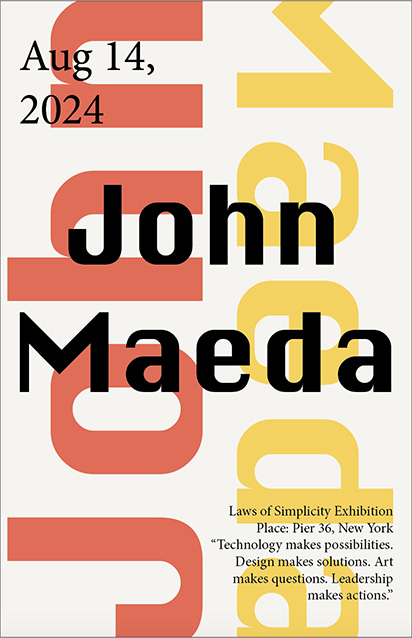 Aug 14,
2024
John
Maeda
John
Maeda
Laws of Simplicity Exhibition
Place: Pier 36, New York
“Technology makes possibilities.
Design makes solutions. Art
makes questions. Leadership
makes actions.”